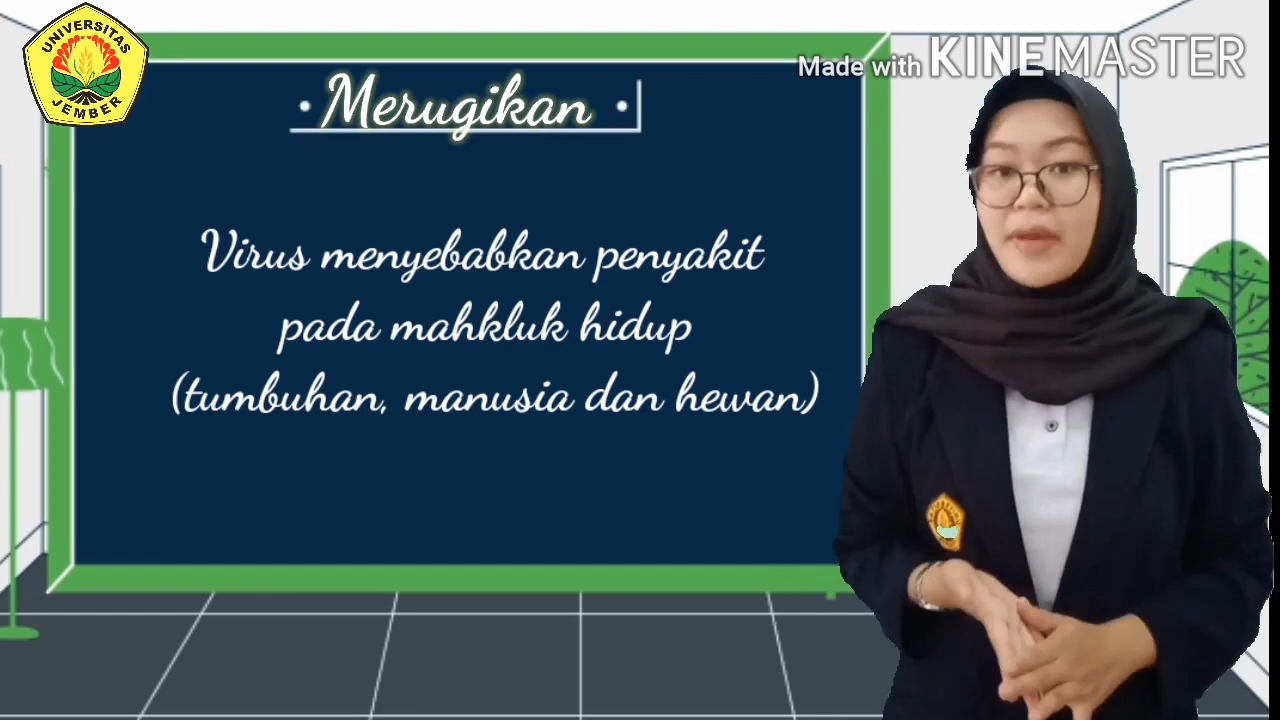 UNIVERSITAS
JEMBER
Made with KINEMASTER
• Merugikan •
Virus menyebabkan penyakit
pada mahkluk hidup
(tumbuhan, manusia dan hewan)